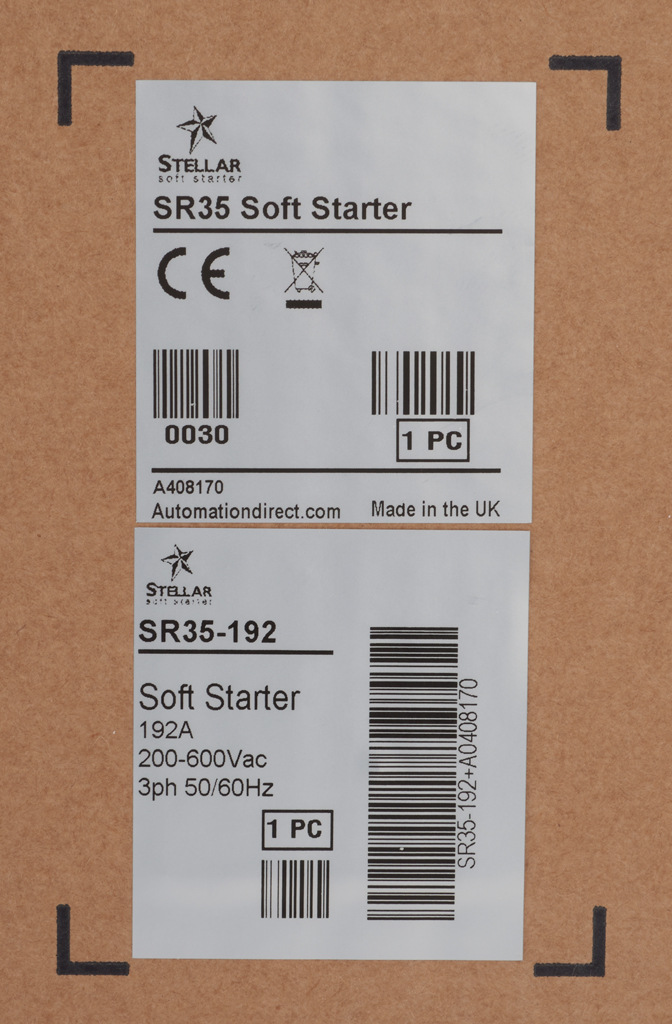 STELLAR
soft starter
SR35 Soft Starter
CE
0030
1 PC
A408170
Automationdirect.com
Made in the UK
STELLAR
soft starter
SR35-192
Soft Starter
192A
200-600Vac
3ph 50/60Hz
1 PC
SR35-192+A0408170